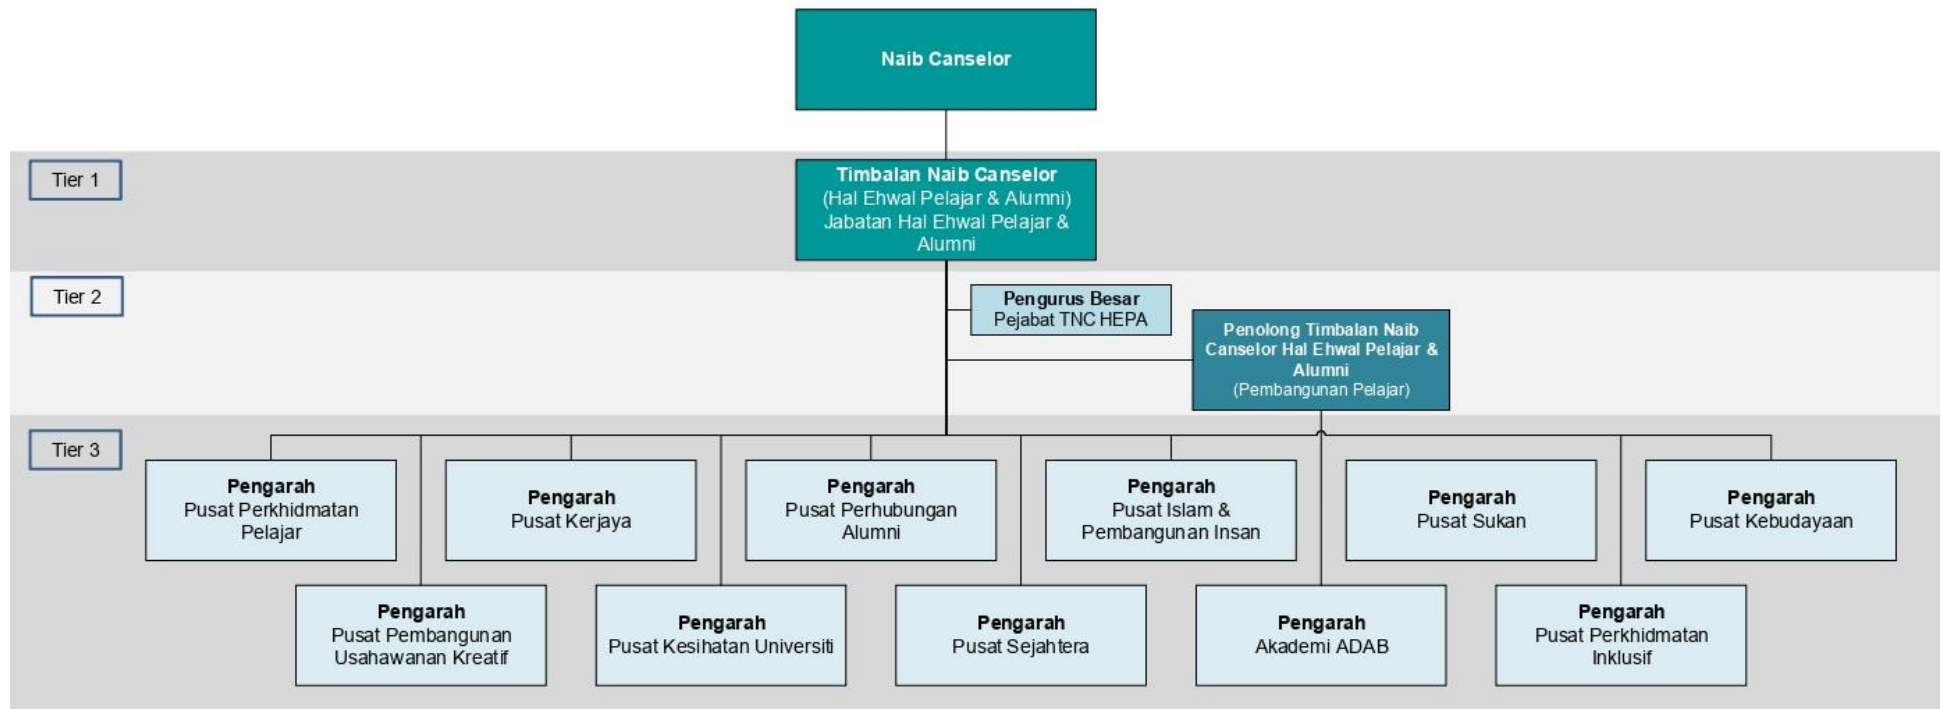 Naib Canselor
Tier 1
Timbalan Naib Canselor
(Hal Ehwal Pelajar & Alumni)
Jabatan Hal Ehwal Pelajar &
Alumni
Tier 2
Pengurus Besar
Pejabat TNC HEPA
Penolong Timbalan Naib
Canselor Hal Ehwal Pelajar &
Alumni
(Pembangunan Pelajar)
Tier 3
Pengarah
Pusat Perkhidmatan
Pelajar
Pengarah
Pusat Kerjaya
Pengarah
Pusat Perhubungan
Alumni
Pengarah
Pusat Islam &
Pembangunan Insan
Pengarah
Pusat Sukan
Pengarah
Pusat Kebudayaan
Pengarah
Pusat Pembangunan
Usahawanan Kreatif
Pengarah
Pusat Kesihatan Universiti
Pengarah
Pusat Sejahtera
Pengarah
Akademi ADAB
Pengarah
Pusat Perkhidmatan
Inklusif